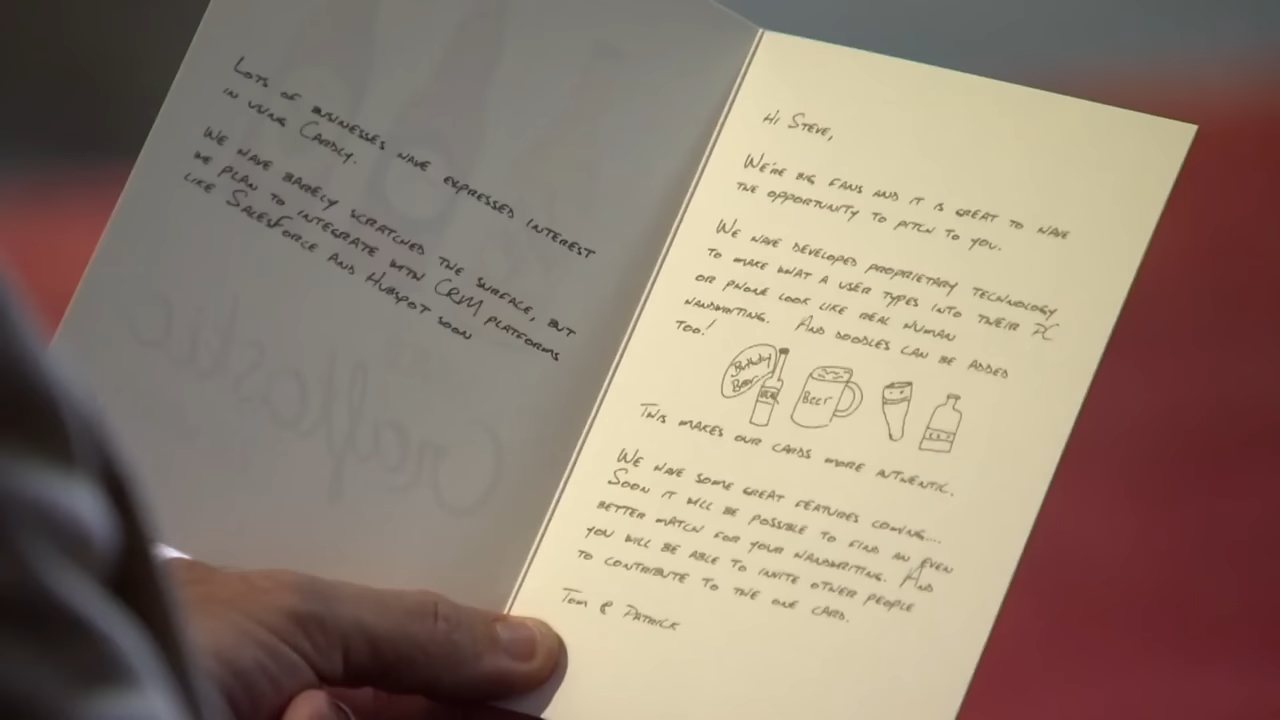 Lots of businesses have expressed interest
in using Cardly.
We have barely scratched the surface, but
we plan to integrate with CRM platforms
like Salesforce and Hubspot soon
Hi Steve,
We're big fans and it is great to have
the opportunity to pitch to you.
We have developed proprietary technology
to make what a user types into their PC
or phone look like real human
handwriting. And doodles can be added
too!
Beer
Beer
This makes our cards more authentic.
We have some great features coming....
Soon it will be possible to find an even
better match for your handwriting. And
you will be able to invite other people
to contribute to the one card.
Tom & Patrick